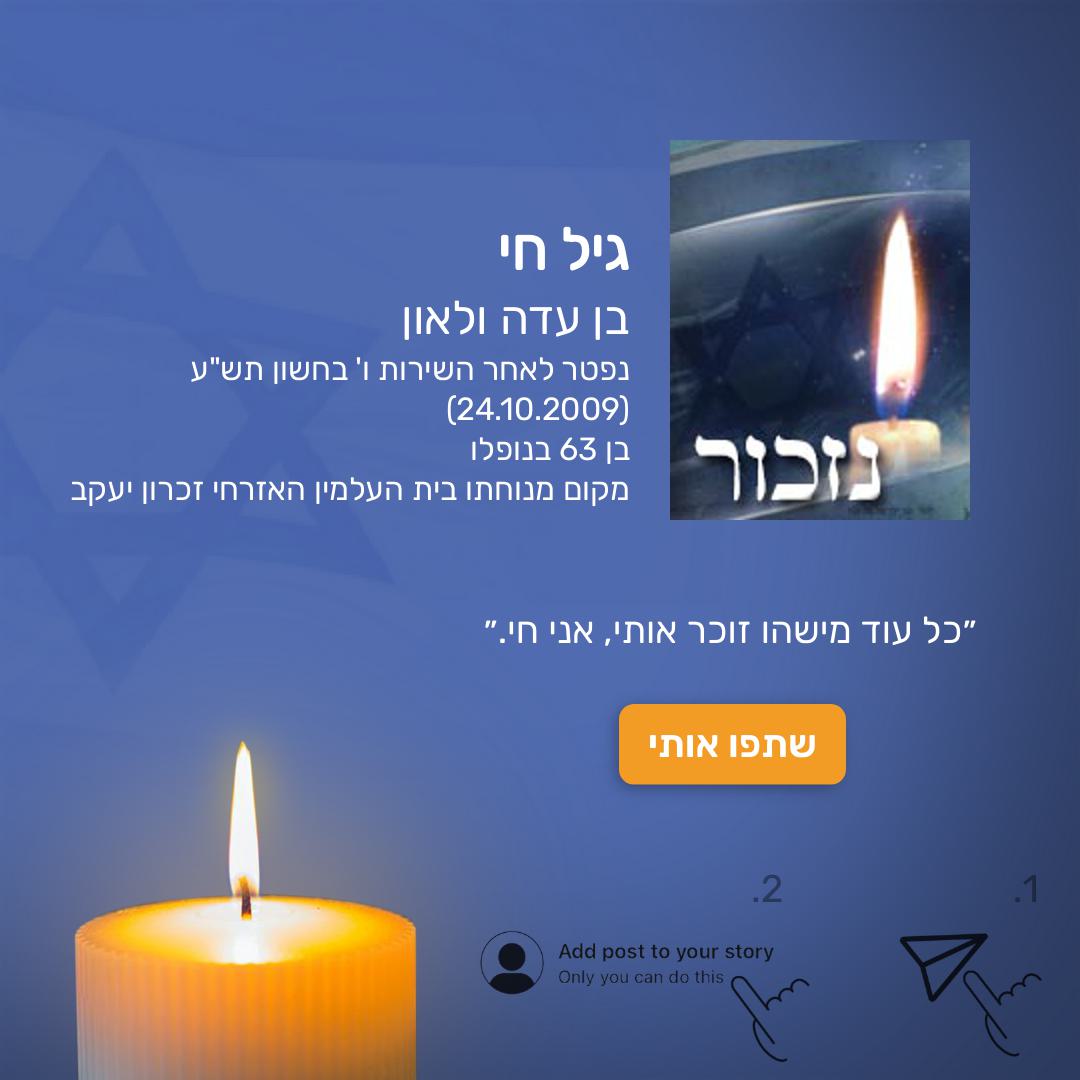 גיל חי
בן עדה ולאון
נפטר לאחר השירות ו' בחשון תש"ע
(24.10.2009)
בן 63 בנופלו
מקום מנוחתו בית העלמין האזרחי זכרון יעקב
נזכור
״כל עוד מישהו זוכר אותי, אני חי.״
שתפו אותי
1.
2.
Add post to your story
Only you can do this